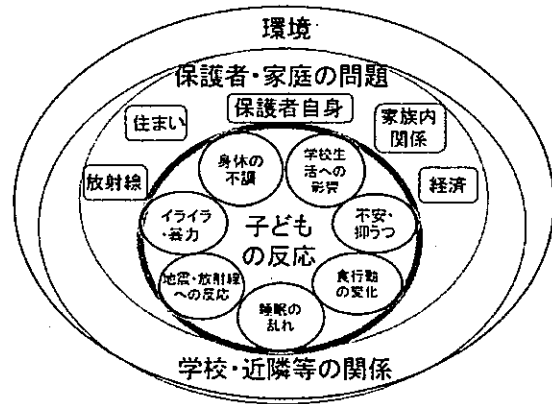 環境
保護者・家庭の問題
保護者自身
住まい
家族内
関係
放射線
経済
身体の
不調
学校生
活への
影響
イライラ
・暴力
子ども
の反応
不安・
抑うつ
地震・放射線
への反応
食行動
の変化
睡眠の
乱れ
学校・近隣等の関係